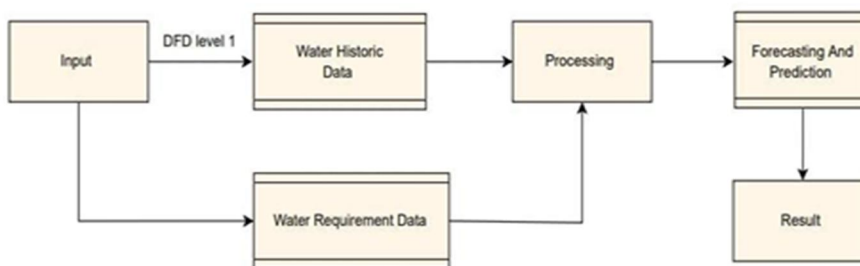 Input
DFD level 1
Water Historic
Data
Processing
Forecasting And
Prediction
Water Requirement Data
Result